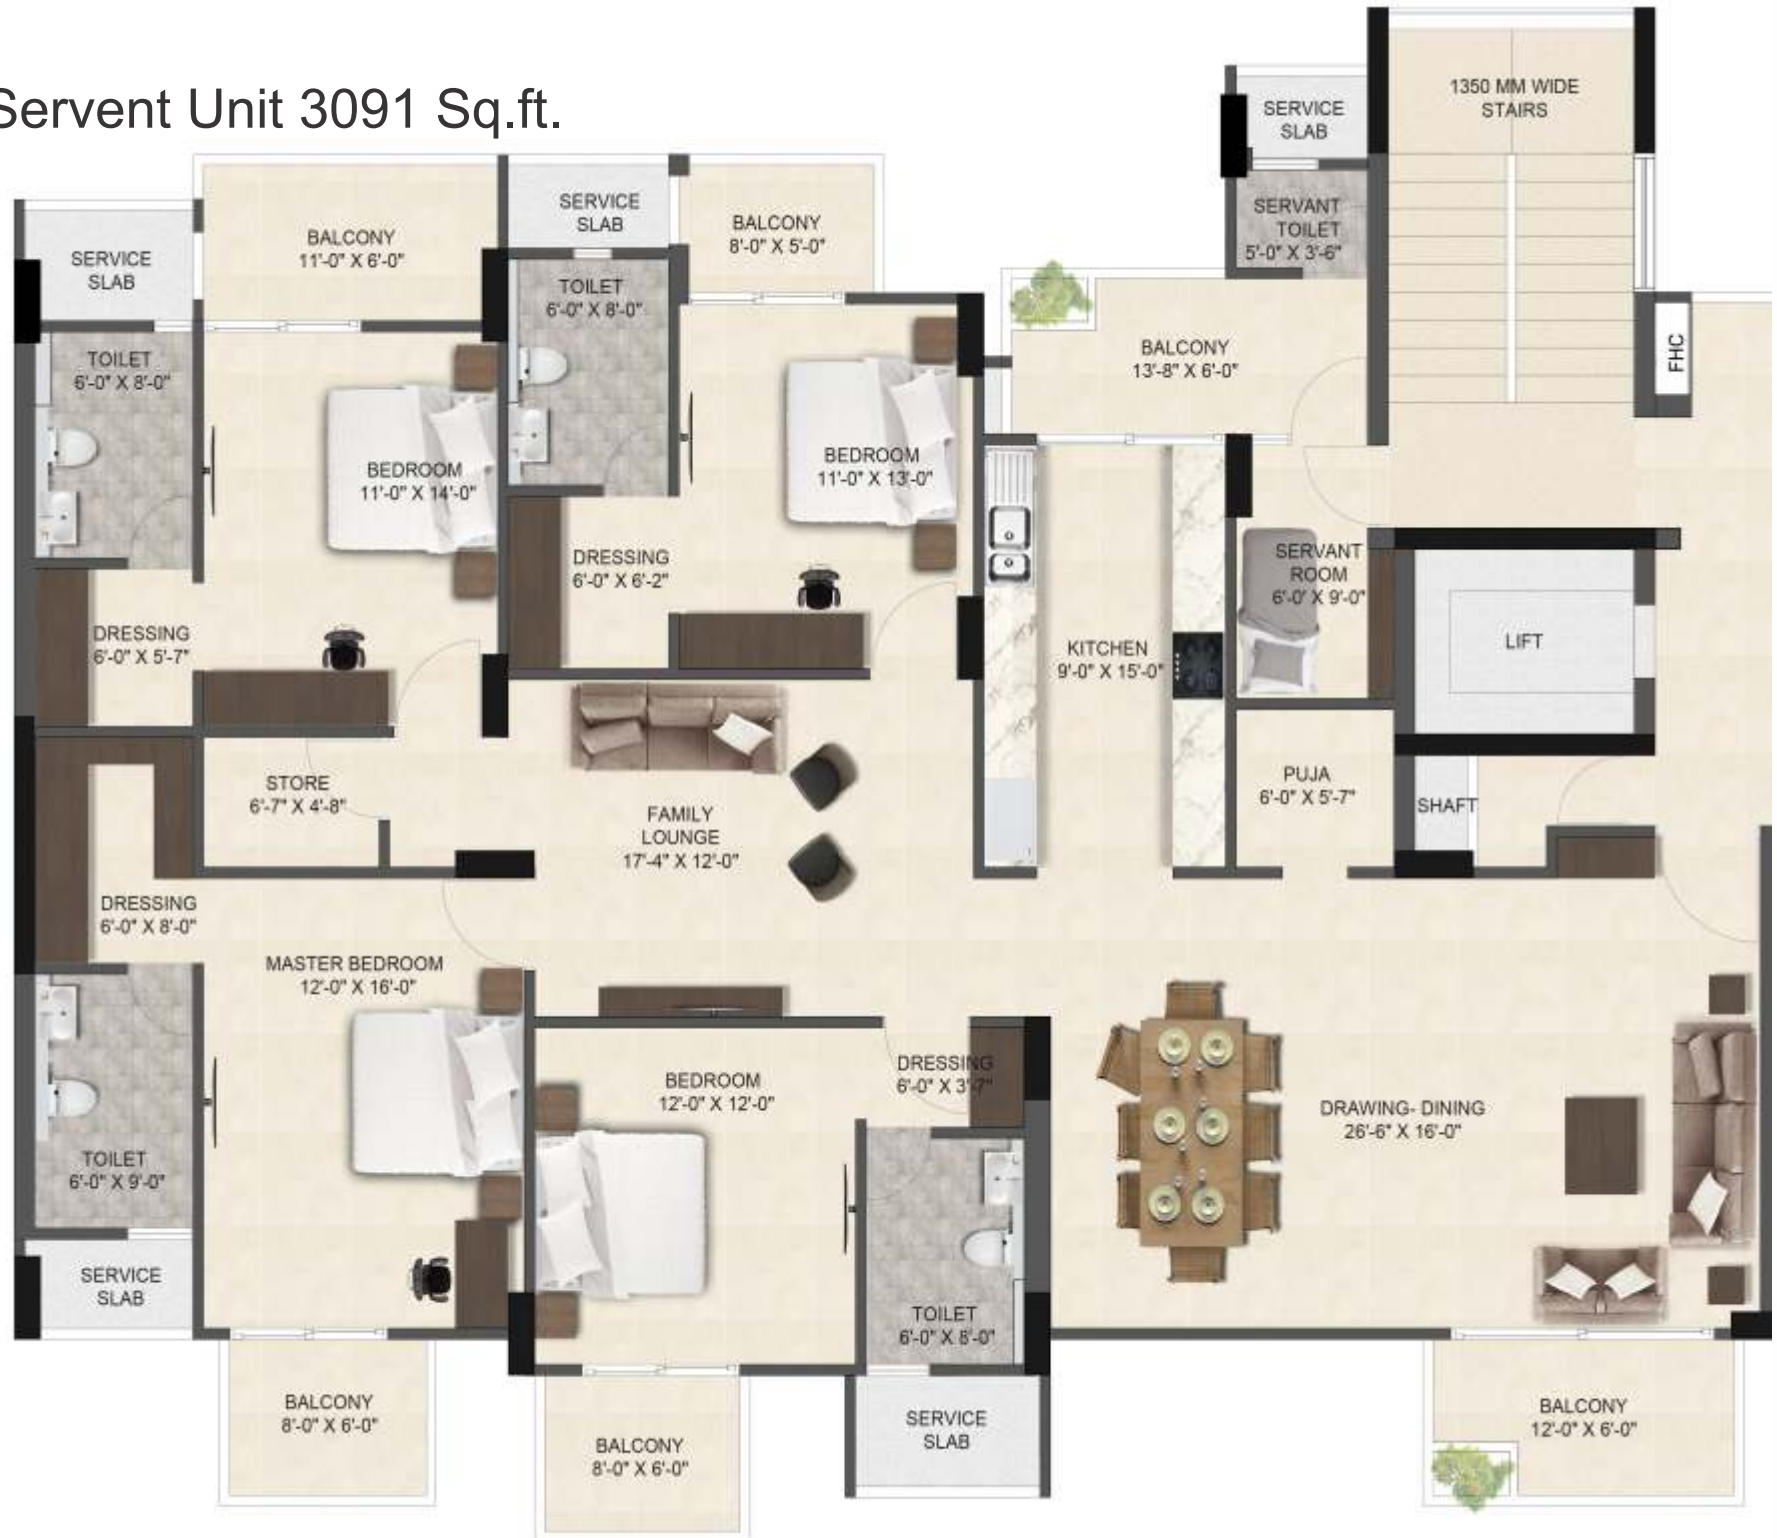 Servent Unit 3091 Sq.ft.
1350 MM WIDE
STAIRS
SERVICE
SLAB
SERVANT
TOILET
5'-0" X 3'-6"
SERVICE
SLAB
BALCONY
11'-0" X 6'-0"
SERVICE
SLAB
BALCONY
8'-0" X 5'-0"
TOILET
6'-0" X 8'-0"
TOILET
6'-0" X 8'-0"
BALCONY
13'-8" X 6'-0"
FHC
BEDROOM
11'-0" X 14'-0"
BEDROOM
11'-0" X 13'-0"
DRESSING
6'-0" X 6'-2"
SERVANT
ROOM
6'-0' X 9'-0"
DRESSING
6'-0" X 5'-7"
KITCHEN
9'-0" X 15'-0"
LIFT
STORE
6'-7" X 4'-8"
FAMILY
LOUNGE
17'-4" X 12'-0"
PUJA
6'-0" X 5'-7"
SHAFT
DRESSING
6'-0" X 8'-0"
MASTER BEDROOM
12'-0" X 16'-0"
BEDROOM
12'-0" X 12'-0"
DRESSING
6'-0" X 3'-7"
DRAWING- DINING
26'-6" X 16'-0"
TOILET
6'-0" X 9'-0"
SERVICE
SLAB
TOILET
6'-0" X 8'-0"
BALCONY
8'-0" X 6'-0"
BALCONY
8'-0" X 6'-0"
SERVICE
SLAB
BALCONY
12'-0" X 6'-0"